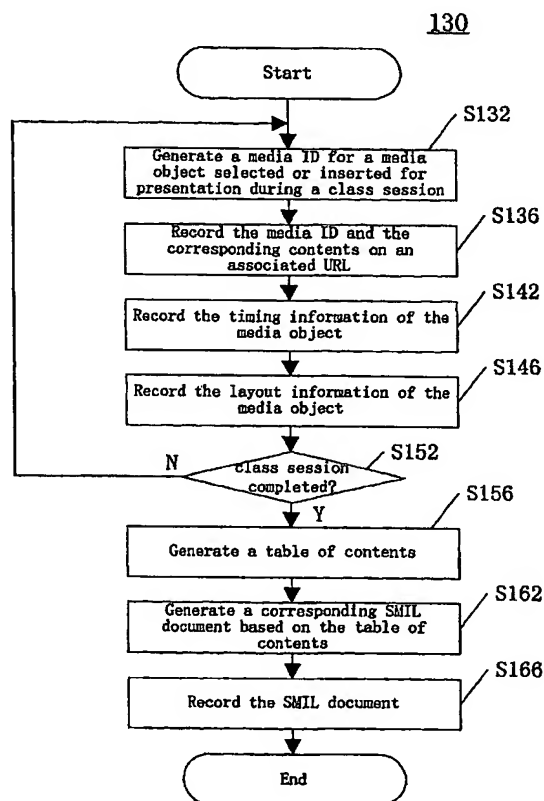 130
Start
S132
Generate a media ID for a media
object selected or inserted for
presentation during a class session
S136
Record the media ID and the
corresponding contents on an
associated URL
S142
Record the timing information of the
media object
S146
Record the layout information of the
media object
S152
N
class session
completed?
Y
S156
Generate a table of contents
S162
Generate a corresponding SMIL
document based on the table of
contents
S166
Record the SMIL document
End